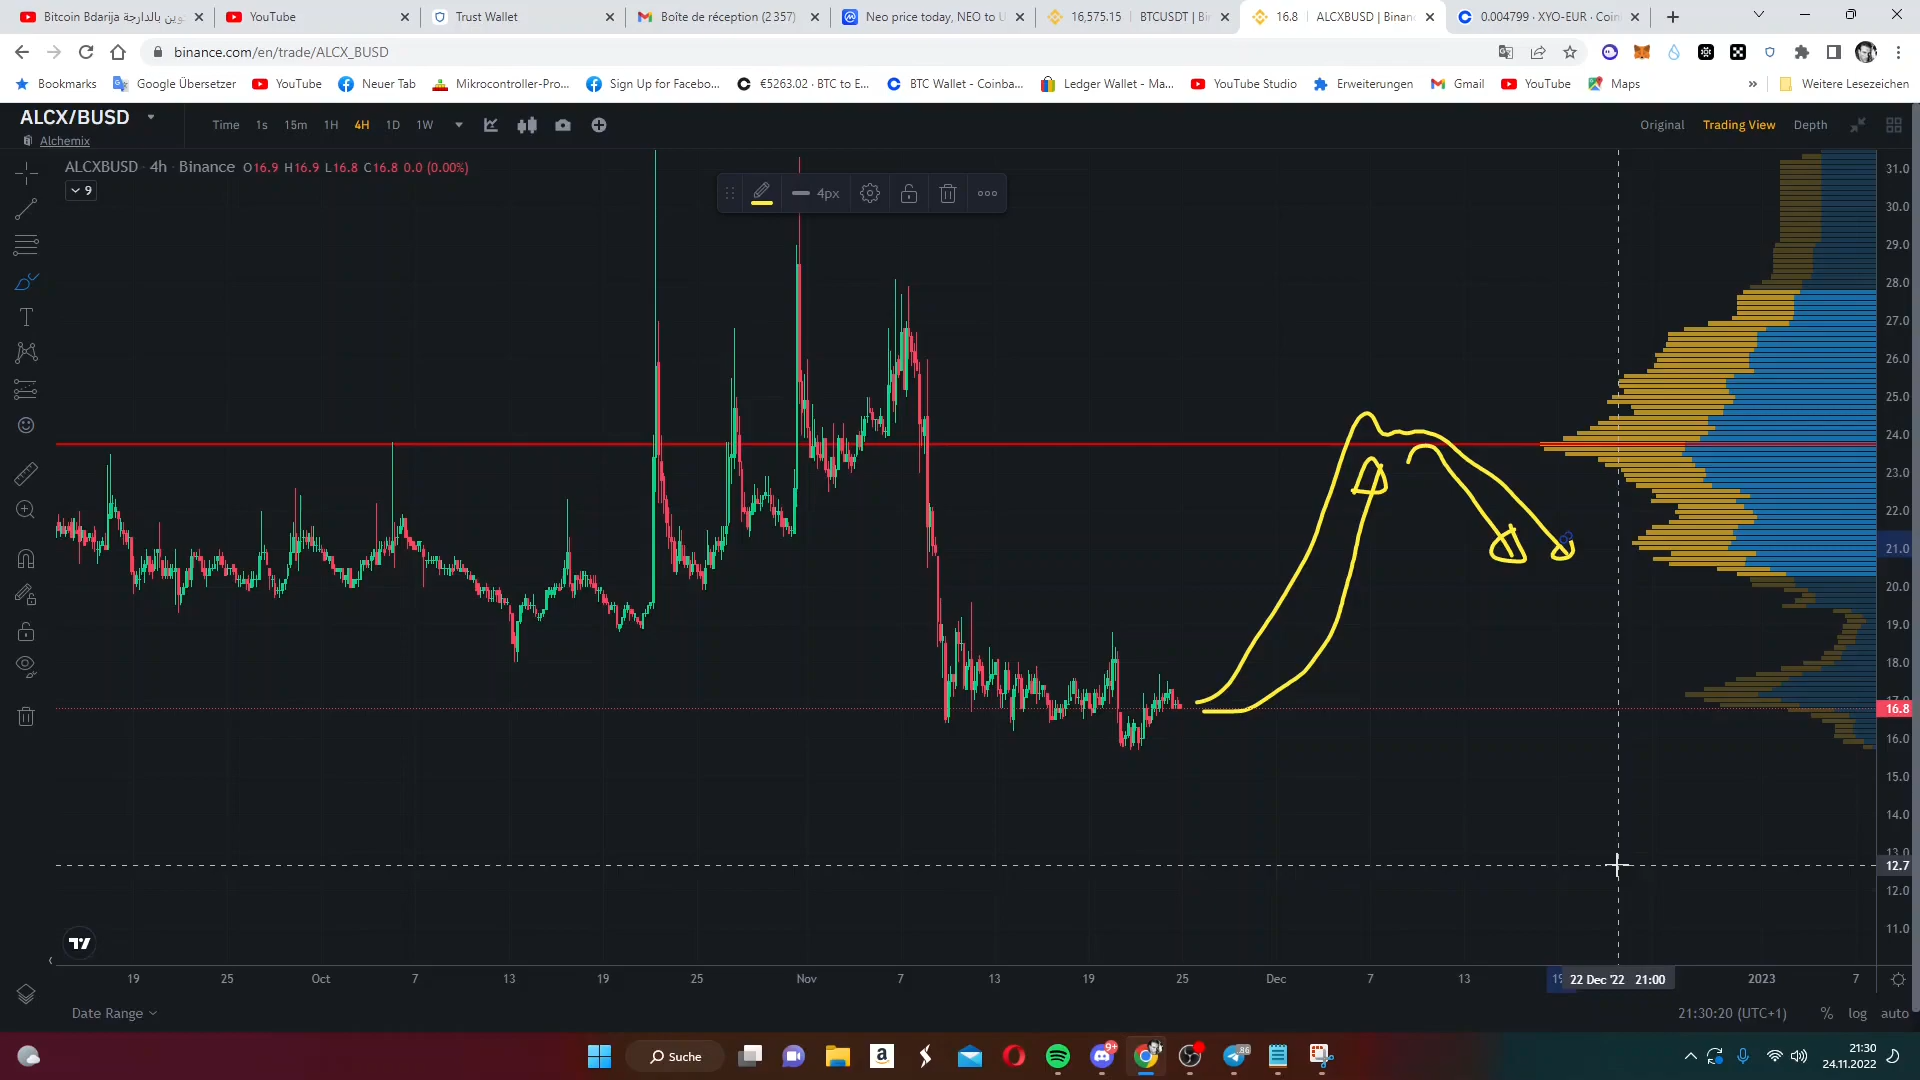 Bitcoin Bdarija بتكوين بالدارجة
YouTube
Trust Wallet
Boîte de réception (2 357)
Neo price today, NEO to U
16,575.15 | BTCUSDT | Bi
16.8 | ALCXBUSD | Binan
0.004799 · XYO-EUR · Coin
binance.com/en/trade/ALCX_BUSD
Bookmarks
Google Übersetzer
YouTube
Neuer Tab
Mikrocontroller-Pro...
Sign Up for Facebo...
€5263.02 · BTC to E...
BTC Wallet - Coinba...
Ledger Wallet - Ma...
YouTube Studio
Erweiterungen
Gmail
YouTube
Maps
»
Weitere Lesezeichen
ALCX/BUSD
Alchemix
Time 1s 15m 1H 4H 1D 1W
Original Trading View Depth
ALCXBUSD · 4h · Binance O16.9 H16.9 L16.8 C16.8 0.0 (0.00%)
9
4px
31.0
30.0
29.0
28.0
27.0
26.0
25.0
24.0
23.0
22.0
21.0
20.0
19.0
18.0
17.0
16.8
16.0
15.0
14.0
13.0
12.7
12.0
11.0
19 25 Oct 7 13 19 25 Nov 7 13 19 25 Dec 7 13 19 22 Dec '22 21:00 2023 7
Date Range
21:30:20 (UTC+1) % log auto
Suche
9+
86
21:30
24.11.2022